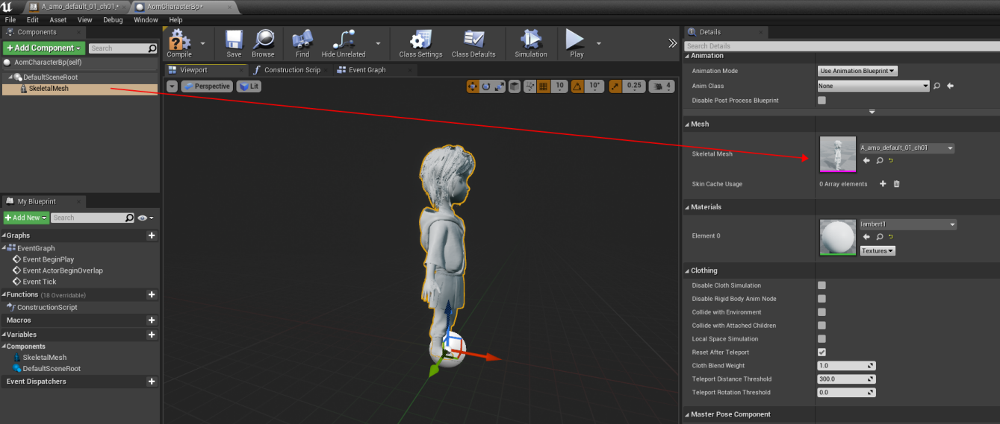 A_amo_default_01_ch01.*
AomCharacterBp*
File Edit Asset View Debug Window Help
Components
+Add Component
Search
AomCharacterBp(self)
DefaultSceneRoot
SkeletalMesh
My Blueprint
+Add New
Search
Graphs
EventGraph
Event BeginPlay
Event ActorBeginOverlap
Event Tick
Functions (18 Overridable)
ConstructionScript
Macros
Variables
Components
SkeletalMesh
DefaultSceneRoot
Event Dispatchers
Compile Save Browse Find Hide Unrelated Class Settings Class Defaults Simulation Play
Viewport Construction Scrip Event Graph
Perspective Lit 10 10° 0.25 4
Details
Search Details
Animation
Animation Mode Use Animation Blueprint
Anim Class None
Disable Post Process Blueprint
Mesh
Skeletal Mesh A_amo_default_01_ch01
Skin Cache Usage 0 Array elements
Materials
Element 0 lambert1
Textures
Clothing
Disable Cloth Simulation
Disable Rigid Body Anim Node
Collide with Environment
Collide with Attached Children
Local Space Simulation
Reset After Teleport
Cloth Blend Weight 1.0
Teleport Distance Threshold 300.0
Teleport Rotation Threshold 0.0
Master Pose Component